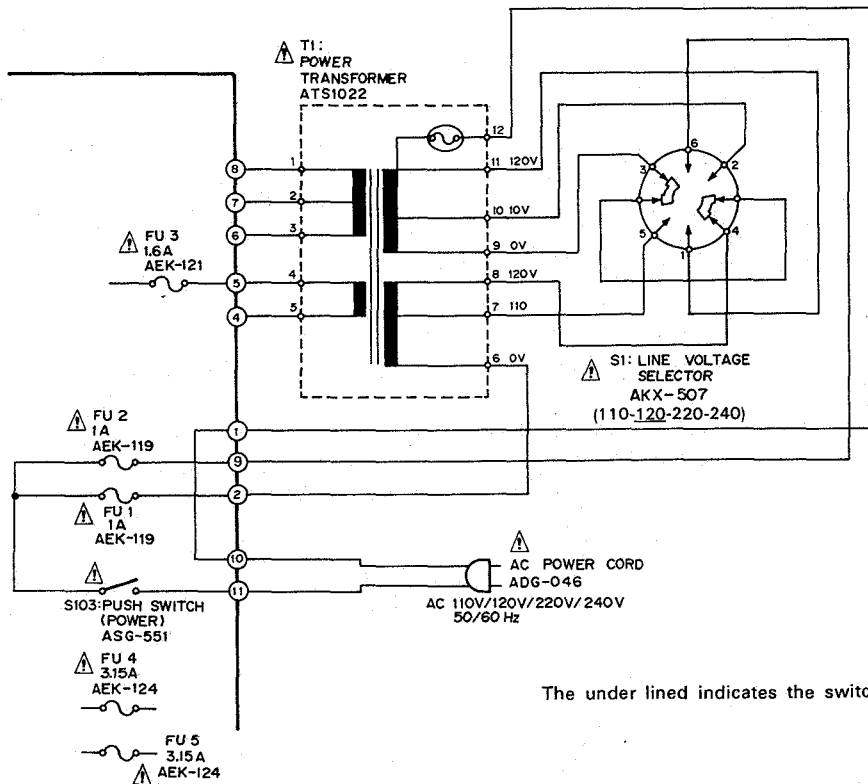 T1:
POWER
TRANSFORMER
ATS1022
12
8
1
11 120V
6
7
2
3
2
10 10V
6
3
9 0V
FU 3
1.6A
AEK-121
5
4
8 120V
5
4
4
5
7 110
1
6 0V
S1: LINE VOLTAGE
SELECTOR
AKX-507
(110-120-220-240)
FU 2
1A
AEK-119
1
9
2
FU 1
1A
AEK-119
10
AC POWER CORD
ADG-046
11
AC 110V/120V/220V/240V
50/60 Hz
S103:PUSH SWITCH
(POWER)
ASG-551
FU 4
3.15A
AEK-124
The under lined indicates the switc
FU 5
3.15A
AEK-124